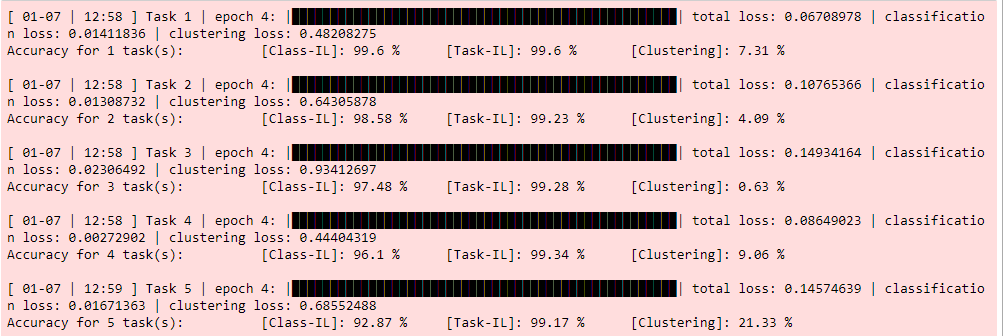 [ 01-07 | 12:58 ] Task 1 | epoch 4: || total loss: 0.06708978 | classificatio
n loss: 0.01411836 | clustering loss: 0.48208275
Accuracy for 1 task(s): [Class-IL]: 99.6 % [Task-IL]: 99.6 % [Clustering]: 7.31 %
[ 01-07 | 12:58 ] Task 2 | epoch 4: || total loss: 0.10765366 | classificatio
n loss: 0.01308732 | clustering loss: 0.64305878
Accuracy for 2 task(s): [Class-IL]: 98.58 % [Task-IL]: 99.23 % [Clustering]: 4.09 %
[ 01-07 | 12:58 ] Task 3 | epoch 4: || total loss: 0.14934164 | classificatio
n loss: 0.02306492 | clustering loss: 0.93412697
Accuracy for 3 task(s): [Class-IL]: 97.48 % [Task-IL]: 99.28 % [Clustering]: 0.63 %
[ 01-07 | 12:58 ] Task 4 | epoch 4: || total loss: 0.08649023 | classificatio
n loss: 0.00272902 | clustering loss: 0.44404319
Accuracy for 4 task(s): [Class-IL]: 96.1 % [Task-IL]: 99.34 % [Clustering]: 9.06 %
[ 01-07 | 12:59 ] Task 5 | epoch 4: || total loss: 0.14574639 | classificatio
n loss: 0.01671363 | clustering loss: 0.68552488
Accuracy for 5 task(s): [Class-IL]: 92.87 % [Task-IL]: 99.17 % [Clustering]: 21.33 %